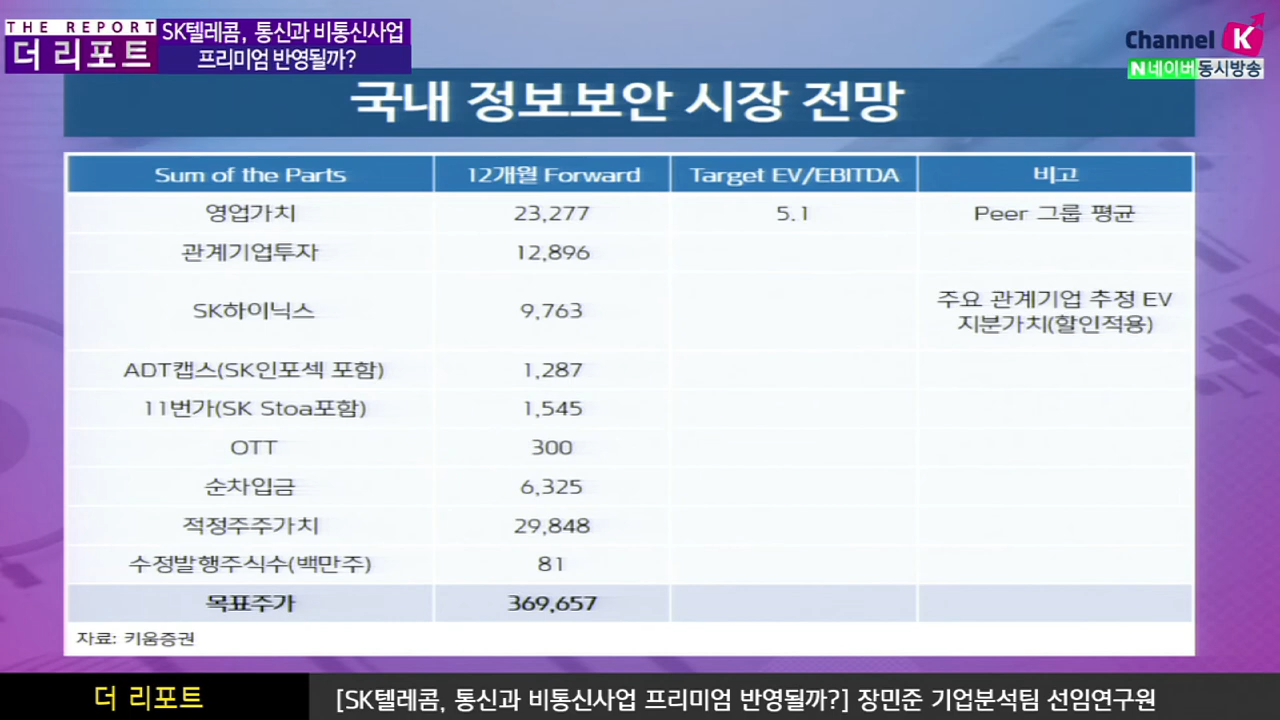 THE REPORT
더 리포트
SK텔레콤, 통신과 비통신사업
프리미엄 반영될까?
Channel K
N 네이버 동시방송
국내 정보보안 시장 전망
Sum of the Parts 12개월 Forward Target EV/EBITDA 비고
영업가치 23,277 5.1 Peer 그룹 평균
관계기업투자 12,896
SK하이닉스 9,763 주요 관계기업 추정 EV
지분가치(할인적용)
ADT캡스(SK인포섹 포함) 1,287
11번가(SK Stoa포함) 1,545
OTT 300
순차입금 6,325
적정주주가치 29,848
수정발행주식수(백만주) 81
목표주가 369,657
자료: 키움증권
더 리포트
[SK텔레콤, 통신과 비통신사업 프리미엄 반영될까?] 장민준 기업분석팀 선임연구원